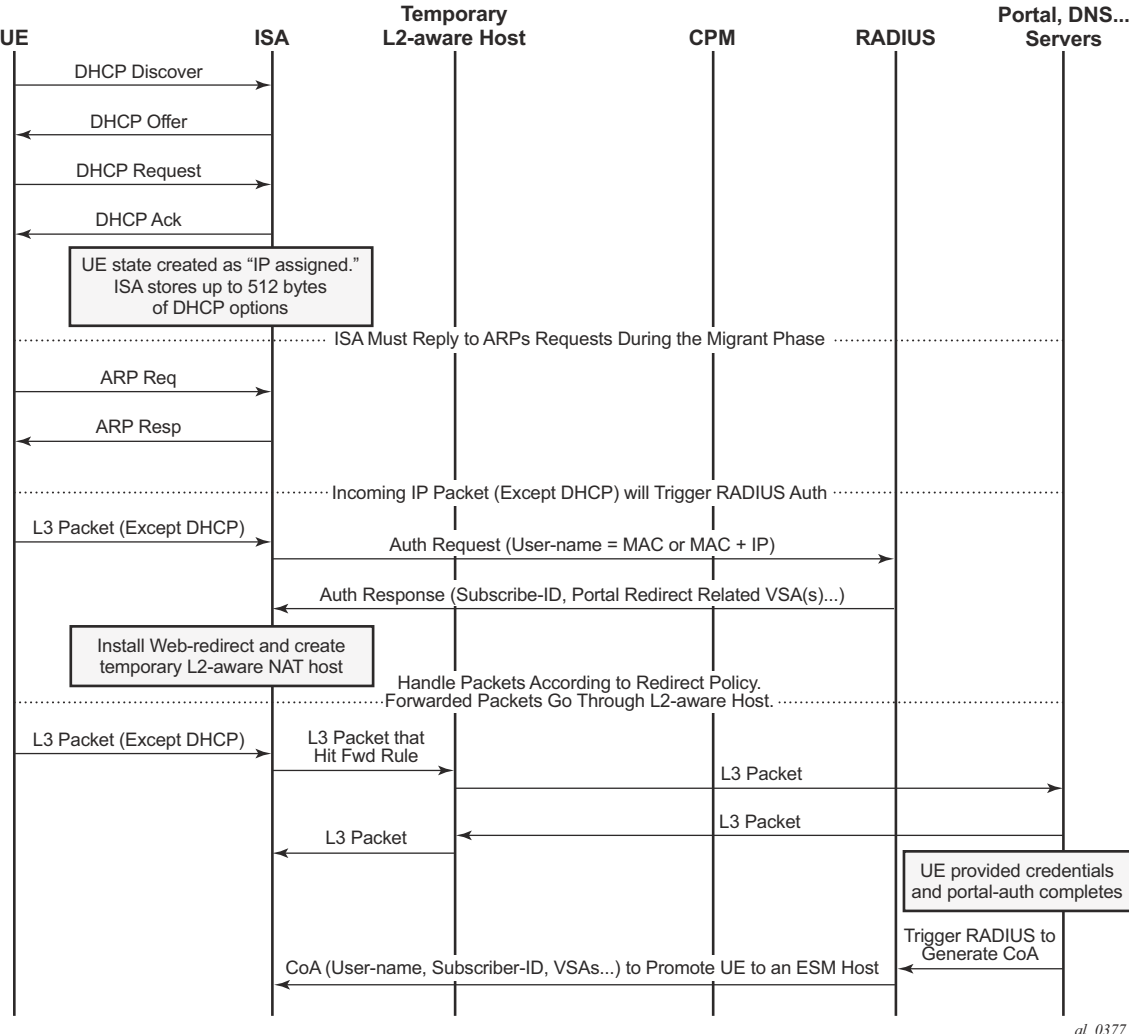 Temporary
Portal, DNS...
UE
ISA
L2-aware Host
CPM
RADIUS
Servers
DHCP Discover
DHCP Offer
DHCP Request
DHCP Ack
UE state created as “IP assigned.”
ISA stores up to 512 bytes
of DHCP options
ISA Must Reply to ARPs Requests During the Migrant Phase
ARP Req
ARP Resp
Incoming IP Packet (Except DHCP) will Trigger RADIUS Auth
L3 Packet (Except DHCP)
Auth Request (User-name = MAC or MAC + IP)
Auth Response (Subscribe-ID, Portal Redirect Related VSA(s)...)
Install Web-redirect and create
temporary L2-aware NAT host
Handle Packets According to Redirect Policy.
Forwarded Packets Go Through L2-aware Host.
L3 Packet (Except DHCP)
L3 Packet that
Hit Fwd Rule
L3 Packet
L3 Packet
L3 Packet
UE provided credentials
and portal-auth completes
Trigger RADIUS to
Generate CoA
CoA (User-name, Subscriber-ID, VSAs...) to Promote UE to an ESM Host
al_0377